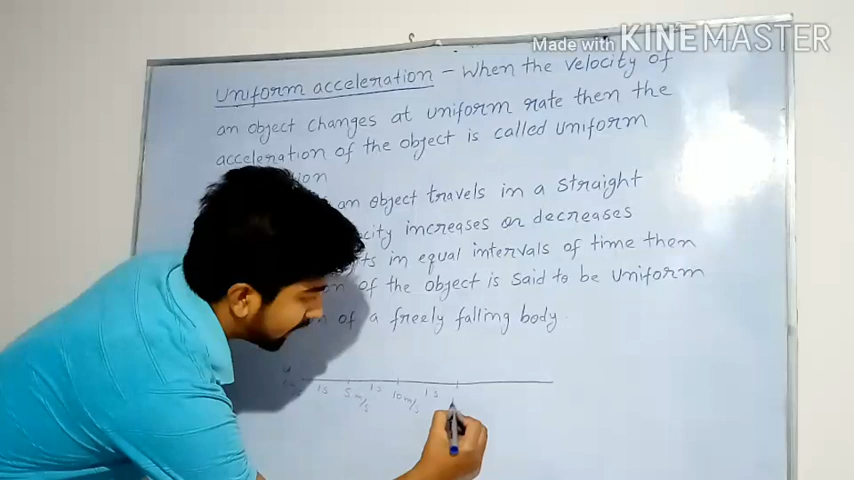 Made with KINEMASTER
Uniform acceleration - When the velocity of
an object changes at uniform rate then the
acceleration of the object is called uniform
an object travels in a straight
increases or decreases
in equal intervals of time then
of the object is said to be uniform
of a freely falling body.
1s 5 m/s 1s 10 m/s 1s